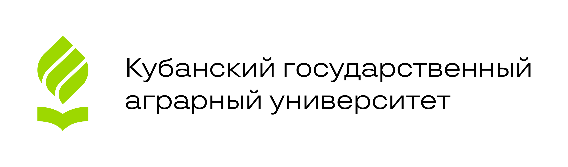 Кубанский государственный
аграрный университет